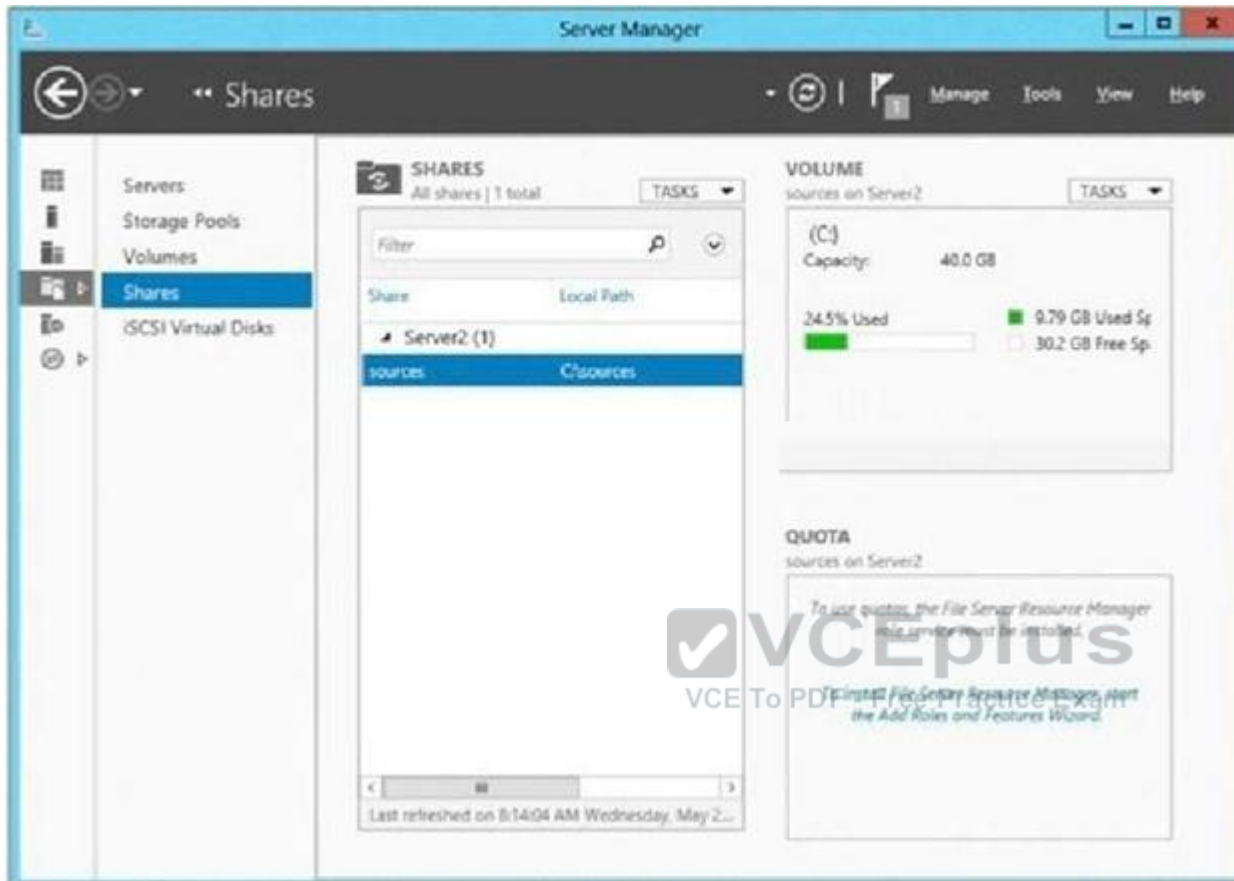 Server Manager
Shares
1
Manage
Tools
View
Help
Servers
Storage Pools
Volumes
Shares
iSCSI Virtual Disks
SHARES
All shares | 1 total
TASKS
Filter
Share
Local Path
Server2 (1)
sources
C:\sources
Last refreshed on 8:14:04 AM Wednesday, May 2...
VOLUME
sources on Server2
TASKS
(C:)
Capacity: 40.0 GB
24.5% Used
9.79 GB Used Sp
30.2 GB Free Sp
QUOTA
sources on Server2
To use quotas, the File Server Resource Manager
role service must be installed.
To install File Server Resource Manager, start
the Add Roles and Features Wizard.
VCEplus
VCE To PDF - Free Practice Exam